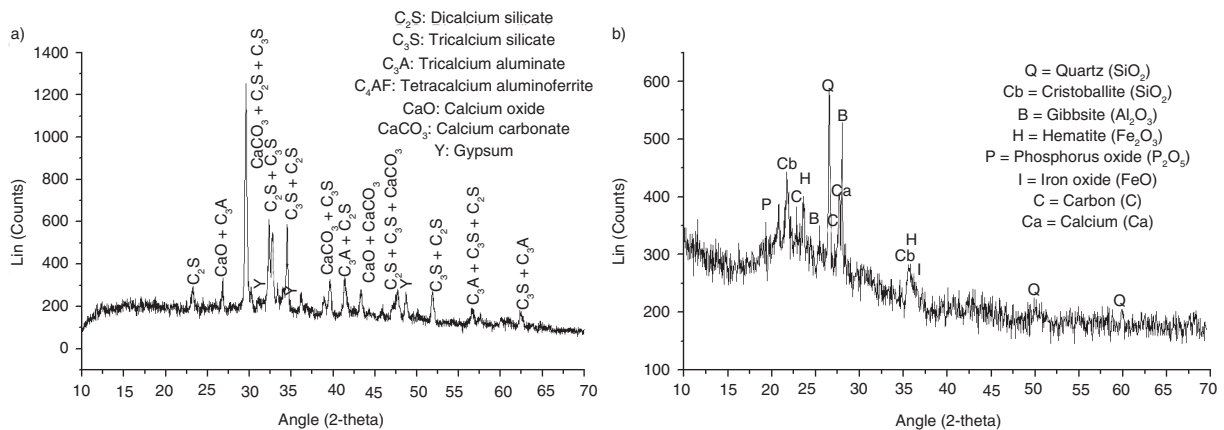 a)
C₂S: Dicalcium silicate
C₃S: Tricalcium silicate
C₃A: Tricalcium aluminate
C₄AF: Tetracalcium aluminoferrite
CaO: Calcium oxide
CaCO₃: Calcium carbonate
Y: Gypsum
Lin (Counts)
1400
1200
1000
800
600
400
200
0
C₂S
CaO + C₃A
CaCO₃ + C₂S + C₃S
Y
C₂S + C₃S
C₃S + C₂S
Y
CaCO₃ + C₃S
C₃A + C₂S
CaO + CaCO₃
C₂S + C₃S + CaCO₃
Y
C₃S + C₂S
C₃A + C₃S + C₂S
C₃S + C₃A
10 15 20 25 30 35 40 45 50 55 60 65 70
Angle (2-theta)
b)
Q = Quartz (SiO₂)
Cb = Cristoballite (SiO₂)
B = Gibbsite (Al₂O₃)
H = Hematite (Fe₂O₃)
P = Phosphorus oxide (P₂O₅)
I = Iron oxide (FeO)
C = Carbon (C)
Ca = Calcium (Ca)
Lin (Counts)
600
500
400
300
200
100
P
Cb
C
H
B
Q
C
B
Ca
Cb
H
I
Q
Q
10 15 20 25 30 35 40 45 50 55 60 65 70
Angle (2-theta)